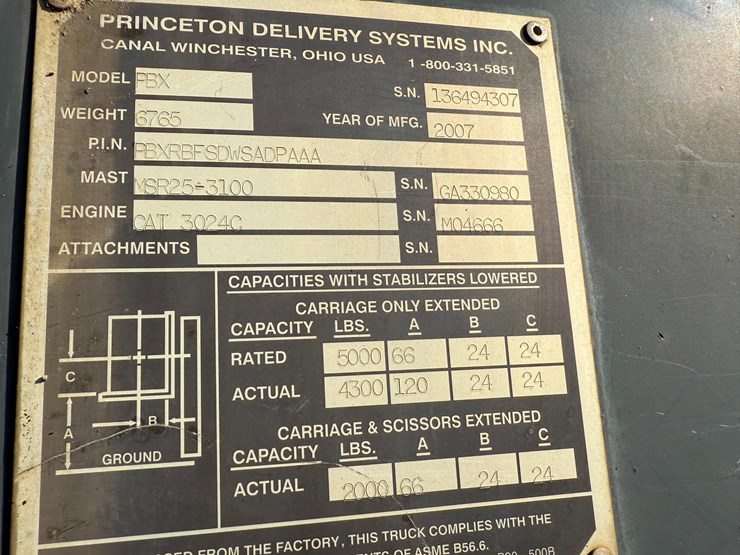 PRINCETON DELIVERY SYSTEMS INC.
CANAL WINCHESTER, OHIO USA 1-800-331-5851
MODEL PBX S.N. 136494307
WEIGHT 6765 YEAR OF MFG. 2007
P.I.N. PBXRBFSDWSADPAAA
MAST MSR25-3100 S.N. GA330980
ENGINE CAT 3024C S.N. M04666
ATTACHMENTS S.N.
CAPACITIES WITH STABILIZERS LOWERED
CARRIAGE ONLY EXTENDED
CAPACITY LBS. A B C
RATED 5000 66 24 24
ACTUAL 4300 120 24 24
C
B
A
GROUND
CARRIAGE & SCISSORS EXTENDED
CAPACITY LBS. A B C
ACTUAL 2000 66 24 24
FROM THE FACTORY, THIS TRUCK COMPLIES WITH THE
OF ASME B56.6.
500B